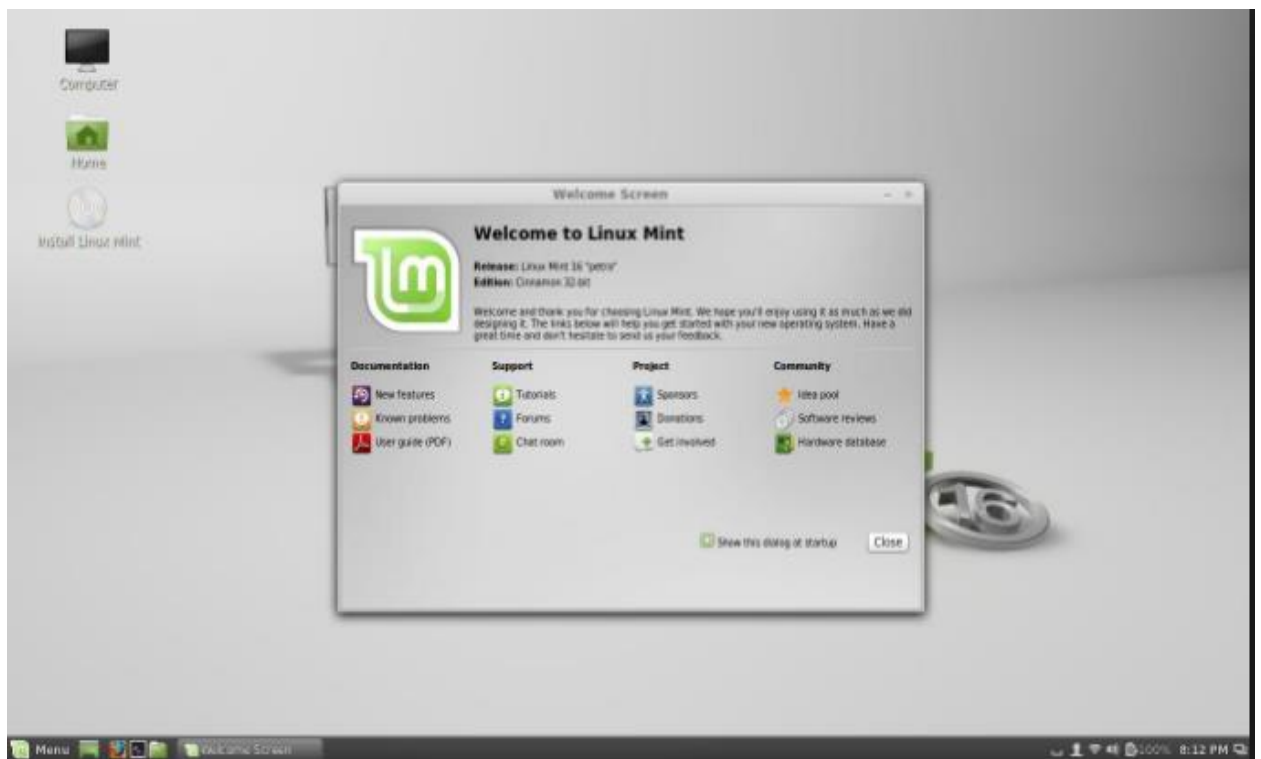 Computer
Home
Install Linux Mint
Welcome Screen
lm
Welcome to Linux Mint
Release: Linux Mint 16 "petra"
Edition: Cinnamon 32-bit
Welcome and thank you for choosing Linux Mint. We hope you'll enjoy using it as much as we did
designing it. The links below will help you get started with your new operating system. Have a
great time and don't hesitate to send us your feedback.
Documentation Support Project Community
New features Tutorials Sponsors Idea pool
Known problems Forums Donations Software reviews
User guide (PDF) Chat room Get involved Hardware database
16
Show this dialog at startup Close
Menu Welcome Screen 100% 8:12 PM